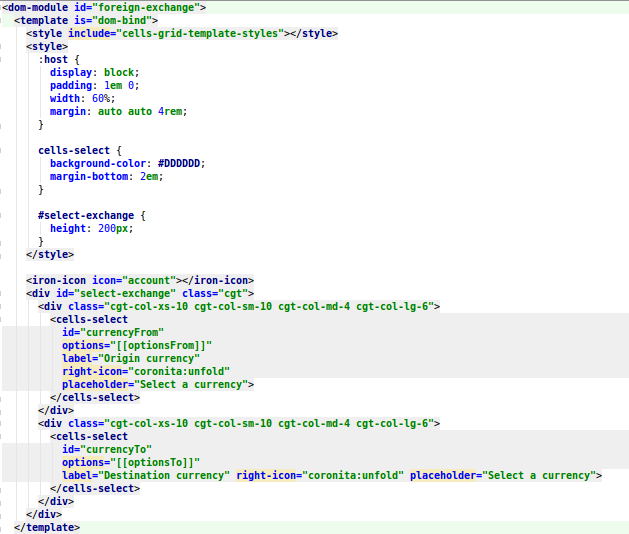 <dom-module id="foreign-exchange">
<template is="dom-bind">
<style include="cells-grid-template-styles"></style>
<style>
:host {
display: block;
padding: 1em 0;
width: 60%;
margin: auto auto 4rem;
}
cells-select {
background-color: #DDDDDD;
margin-bottom: 2em;
}
#select-exchange {
height: 200px;
}
</style>
<iron-icon icon="account"></iron-icon>
<div id="select-exchange" class="cgt">
<div class="cgt-col-xs-10 cgt-col-sm-10 cgt-col-md-4 cgt-col-lg-6">
<cells-select
id="currencyFrom"
options="[[optionsFrom]]"
label="Origin currency"
right-icon="coronita:unfold"
placeholder="Select a currency">
</cells-select>
</div>
<div class="cgt-col-xs-10 cgt-col-sm-10 cgt-col-md-4 cgt-col-lg-6">
<cells-select
id="currencyTo"
options="[[optionsTo]]"
label="Destination currency" right-icon="coronita:unfold" placeholder="Select a currency">
</cells-select>
</div>
</div>
</template>